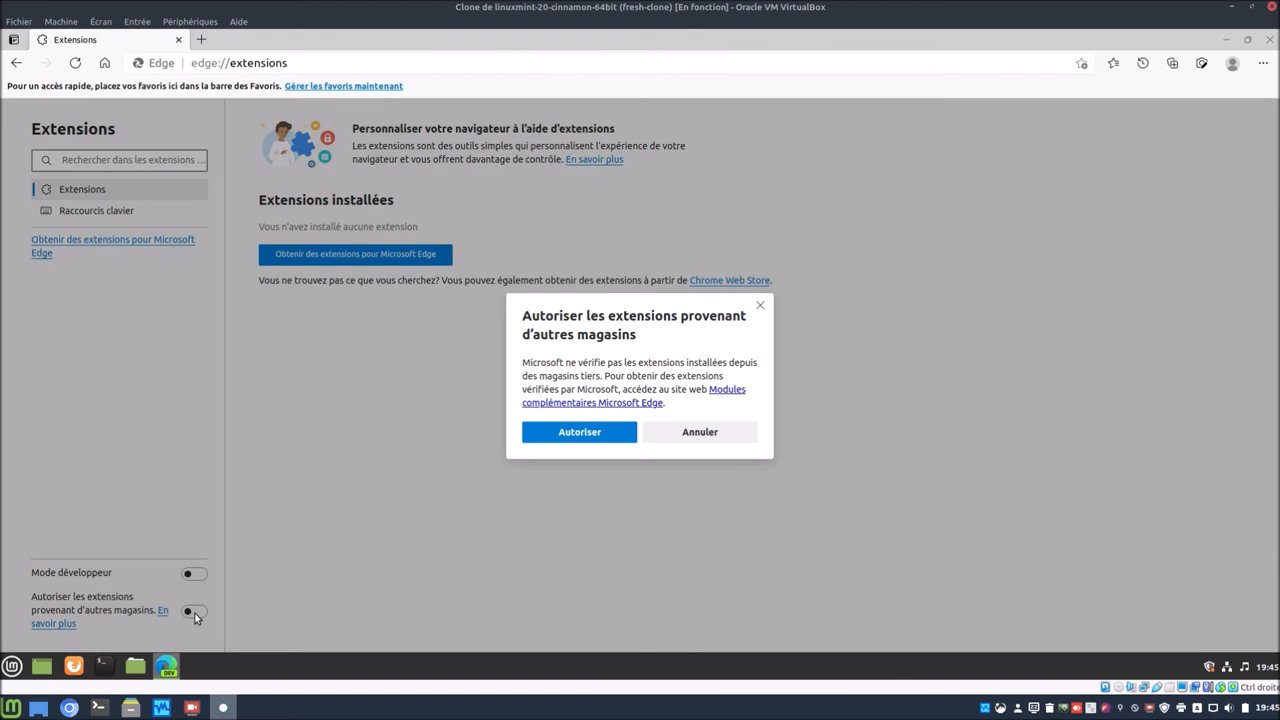 Clone de linuxmint-20-cinnamon-64bit (fresh-clone) [En fonction] - Oracle VM VirtualBox
Fichier Machine Écran Entrée Périphériques Aide
Extensions
Edge edge://extensions
Pour un accès rapide, placez vos favoris ici dans la barre des Favoris. Gérer les favoris maintenant
Extensions
Rechercher dans les extensions ...
Extensions
Raccourcis clavier
Obtenir des extensions pour Microsoft
Edge
Personnaliser votre navigateur à l'aide d'extensions
Les extensions sont des outils simples qui personnalisent l'expérience de votre
navigateur et vous offrent davantage de contrôle. En savoir plus
Extensions installées
Vous n'avez installé aucune extension
Obtenir des extensions pour Microsoft Edge
Vous ne trouvez pas ce que vous cherchez? Vous pouvez également obtenir des extensions à partir de Chrome Web Store.
Autoriser les extensions provenant
d'autres magasins
Microsoft ne vérifie pas les extensions installées depuis
des magasins tiers. Pour obtenir des extensions
vérifiées par Microsoft, accédez au site web Modules
complémentaires Microsoft Edge.
Autoriser Annuler
Mode développeur
Autoriser les extensions
provenant d'autres magasins. En
savoir plus
DEV
19:45
Ctrl droite
19:45